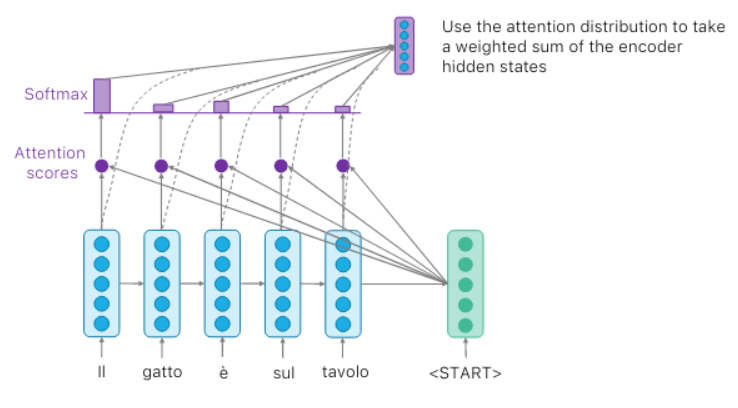 Use the attention distribution to take
a weighted sum of the encoder
hidden states
Softmax
Attention
scores
Il gatto è sul tavolo <START>